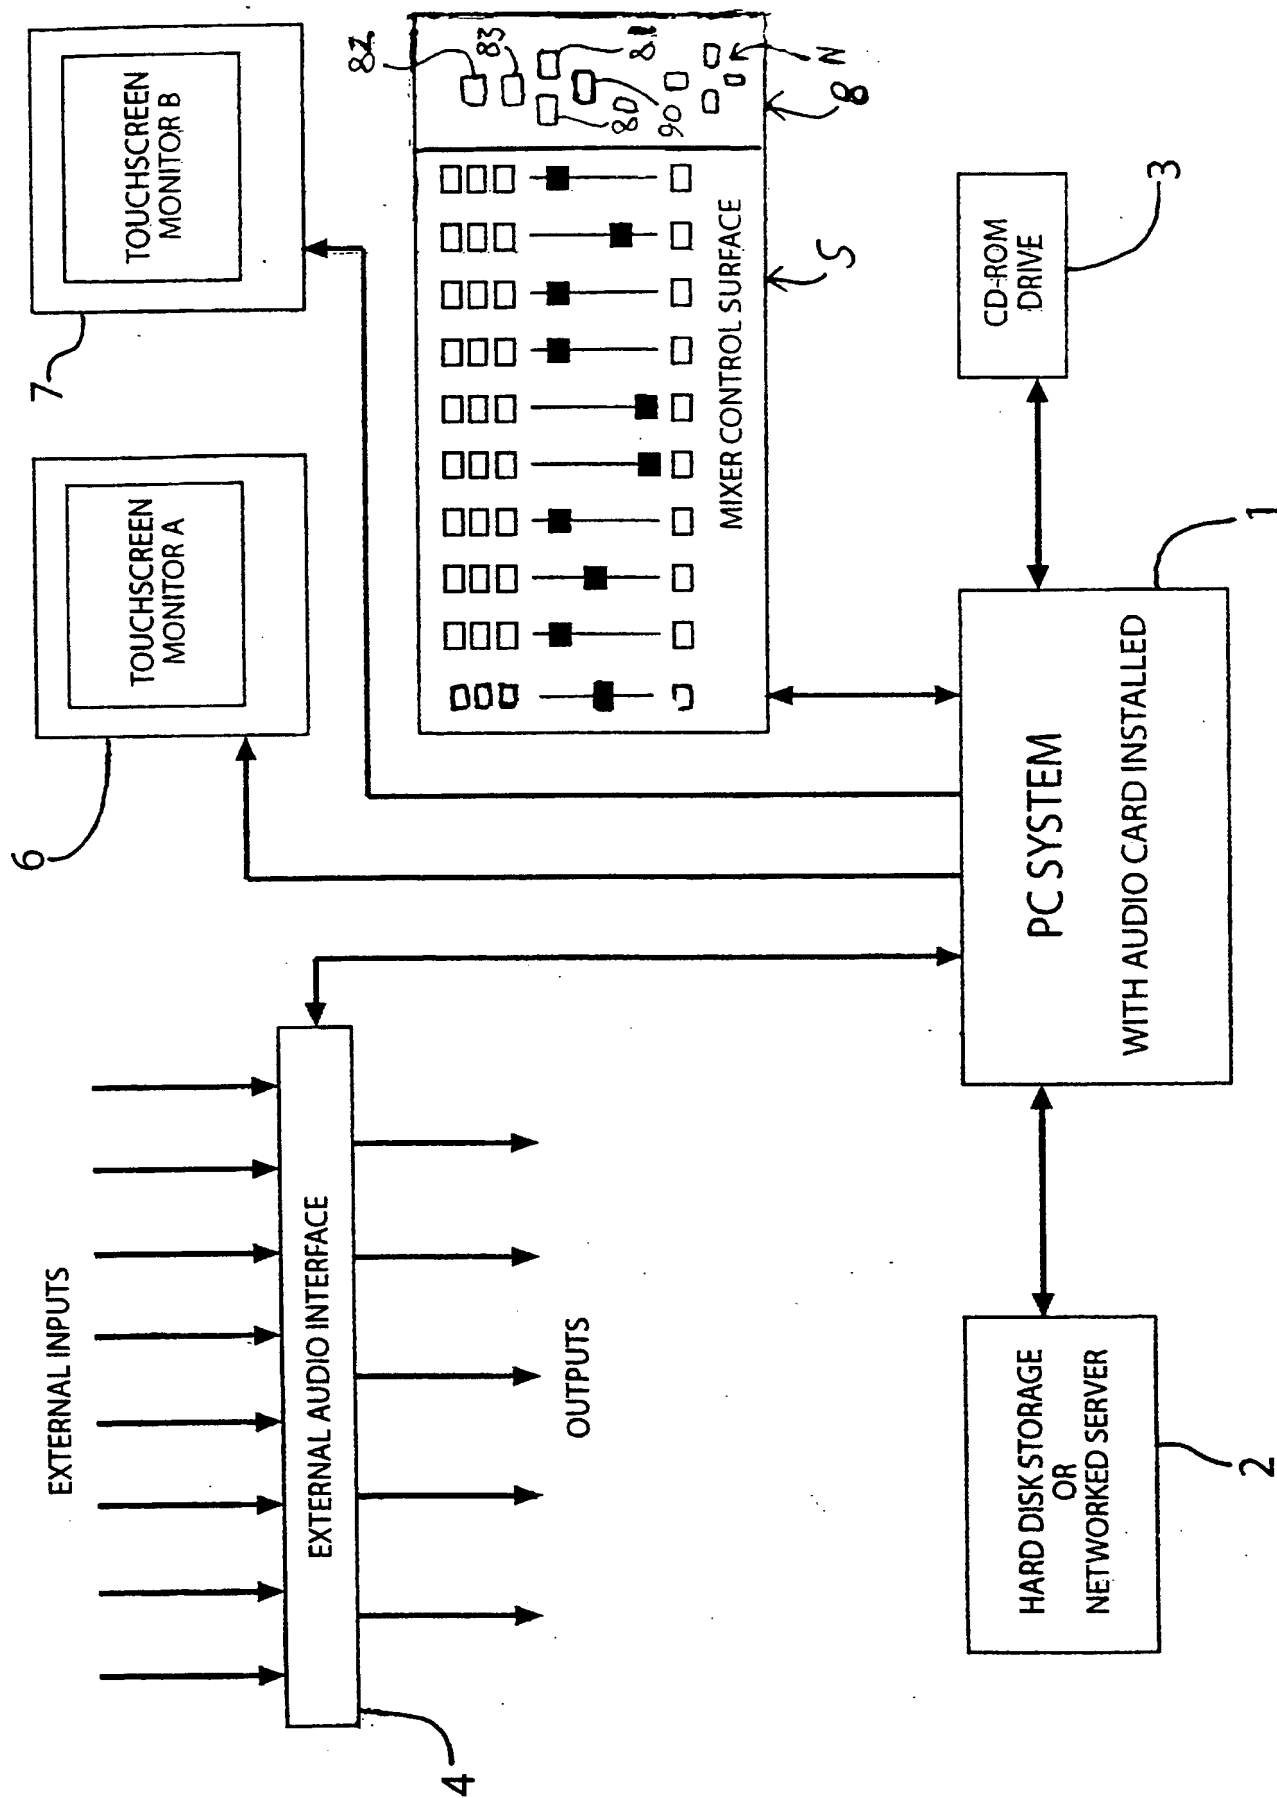 EXTERNAL INPUTS
EXTERNAL AUDIO INTERFACE
OUTPUTS
4
6
TOUCHSCREEN
MONITOR A
7
TOUCHSCREEN
MONITOR B
82
83
81
80
90
N
8
MIXER CONTROL SURFACE
5
PC SYSTEM
WITH AUDIO CARD INSTALLED
1
CD-ROM
DRIVE
3
HARD DISK STORAGE
OR
NETWORKED SERVER
2